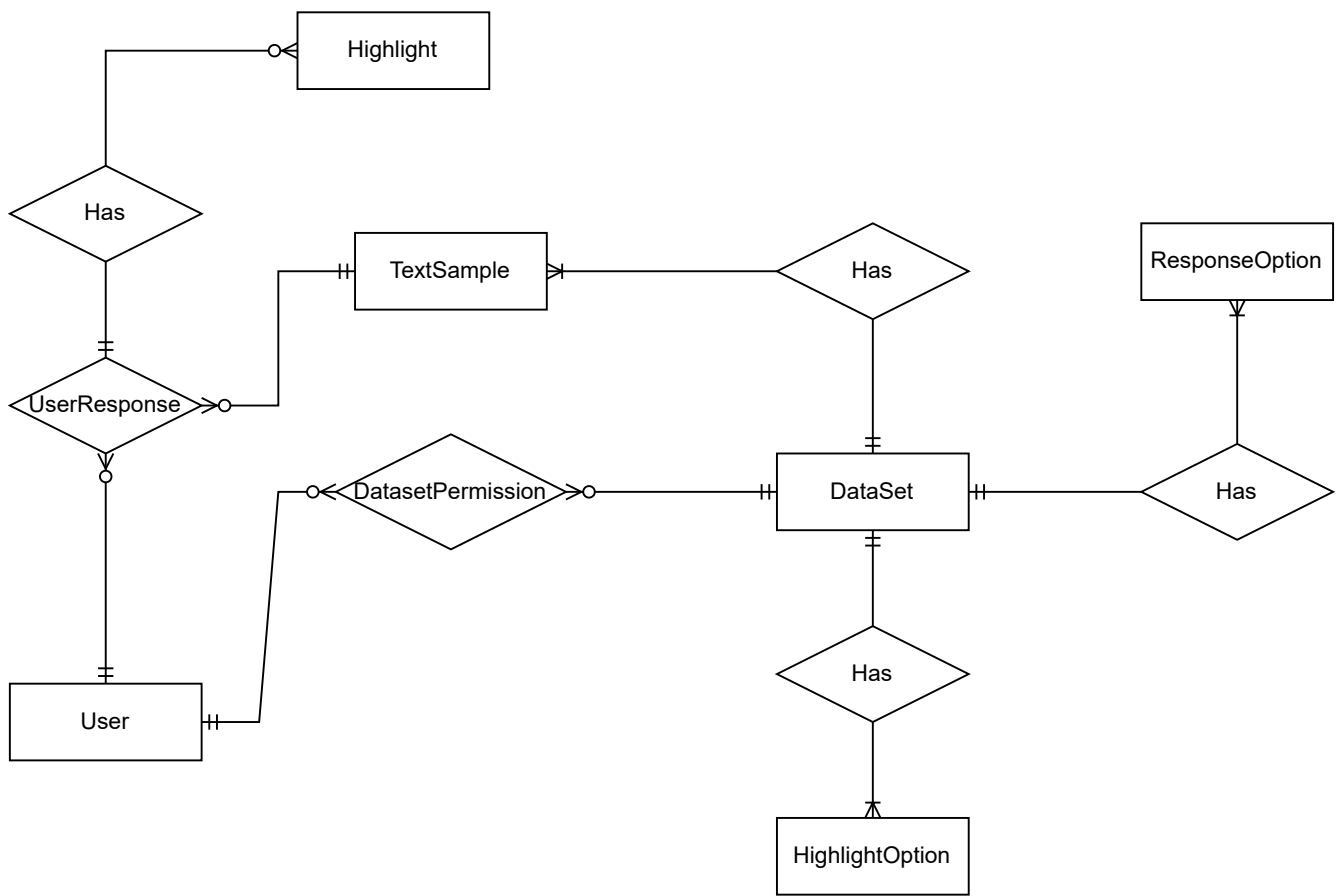 Highlight
Has
TextSample
Has
ResponseOption
UserResponse
DatasetPermission
DataSet
Has
Has
User
HighlightOption